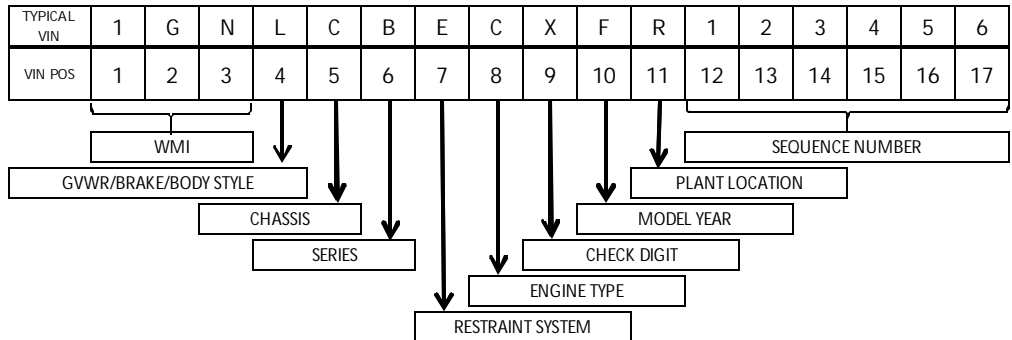 TYPICAL VIN 1 G N L C B E C X F R 1 2 3 4 5 6
VIN POS 1 2 3 4 5 6 7 8 9 10 11 12 13 14 15 16 17
WMI SEQUENCE NUMBER
GVWR/BRAKE/BODY STYLE PLANT LOCATION
CHASSIS MODEL YEAR
SERIES CHECK DIGIT
ENGINE TYPE
RESTRAINT SYSTEM